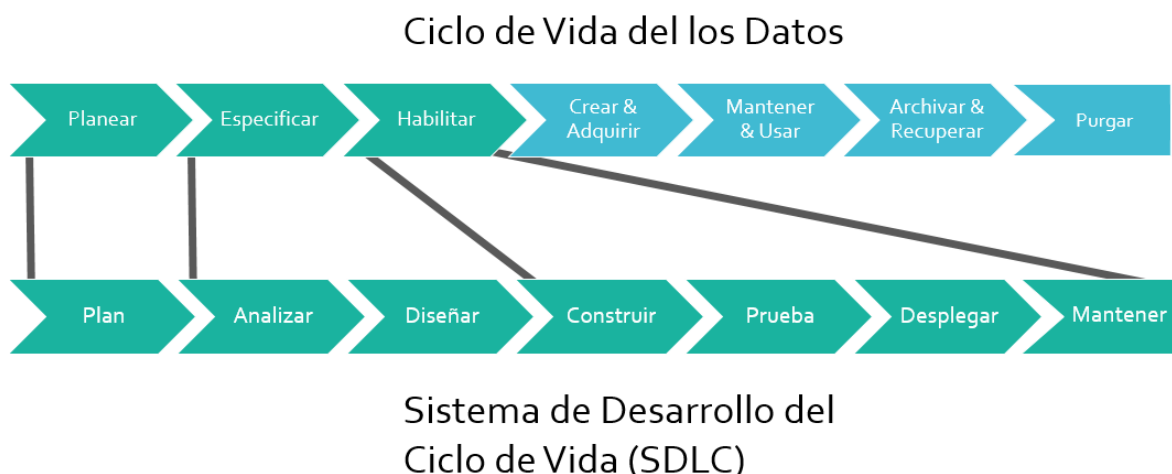 Ciclo de Vida del los Datos
Planear
Especificar
Habilitar
Crear &
Adquirir
Mantener
& Usar
Archivar &
Recuperar
Purgar
Plan
Analizar
Diseñar
Construir
Prueba
Desplegar
Mantener
Sistema de Desarrollo del
Ciclo de Vida (SDLC)